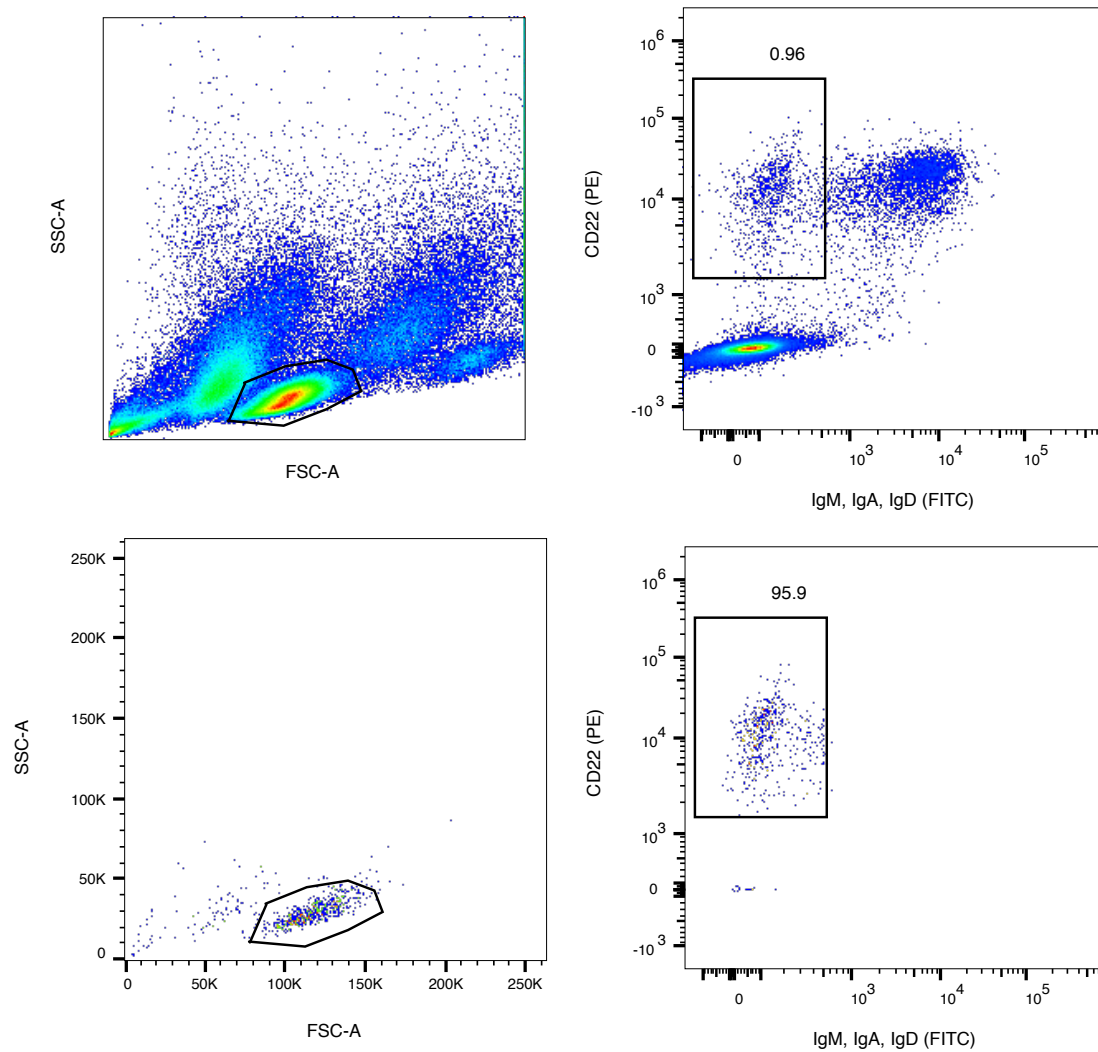 SSC-A
FSC-A
0.96
CD22 (PE)
10^6
10^5
10^4
10^3
0
-10^3
0
10^3
10^4
10^5
IgM, IgA, IgD (FITC)
SSC-A
250K
200K
150K
100K
50K
0
0
50K
100K
150K
200K
250K
FSC-A
95.9
CD22 (PE)
10^6
10^5
10^4
10^3
0
-10^3
0
10^3
10^4
10^5
IgM, IgA, IgD (FITC)